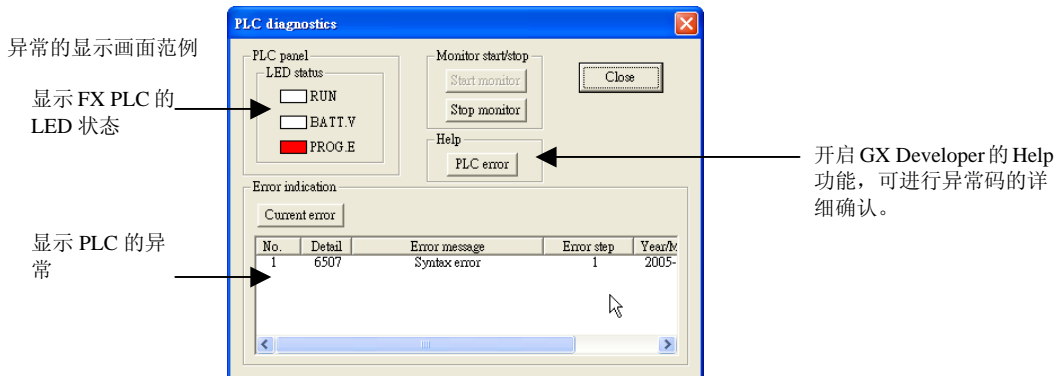 异常的显示画面范例
显示 FX PLC 的
LED 状态
显示 PLC 的异
常
PLC diagnostics
PLC panel
LED status
RUN
BATT.V
PROG.E
Monitor start/stop
Start monitor
Stop monitor
Close
Help
PLC error
Error indication
Current error
No. Detail Error message Error step Year/M
1 6507 Syntax error 1 2005-
开启 GX Developer 的 Help
功能，可进行异常码的详
细确认。